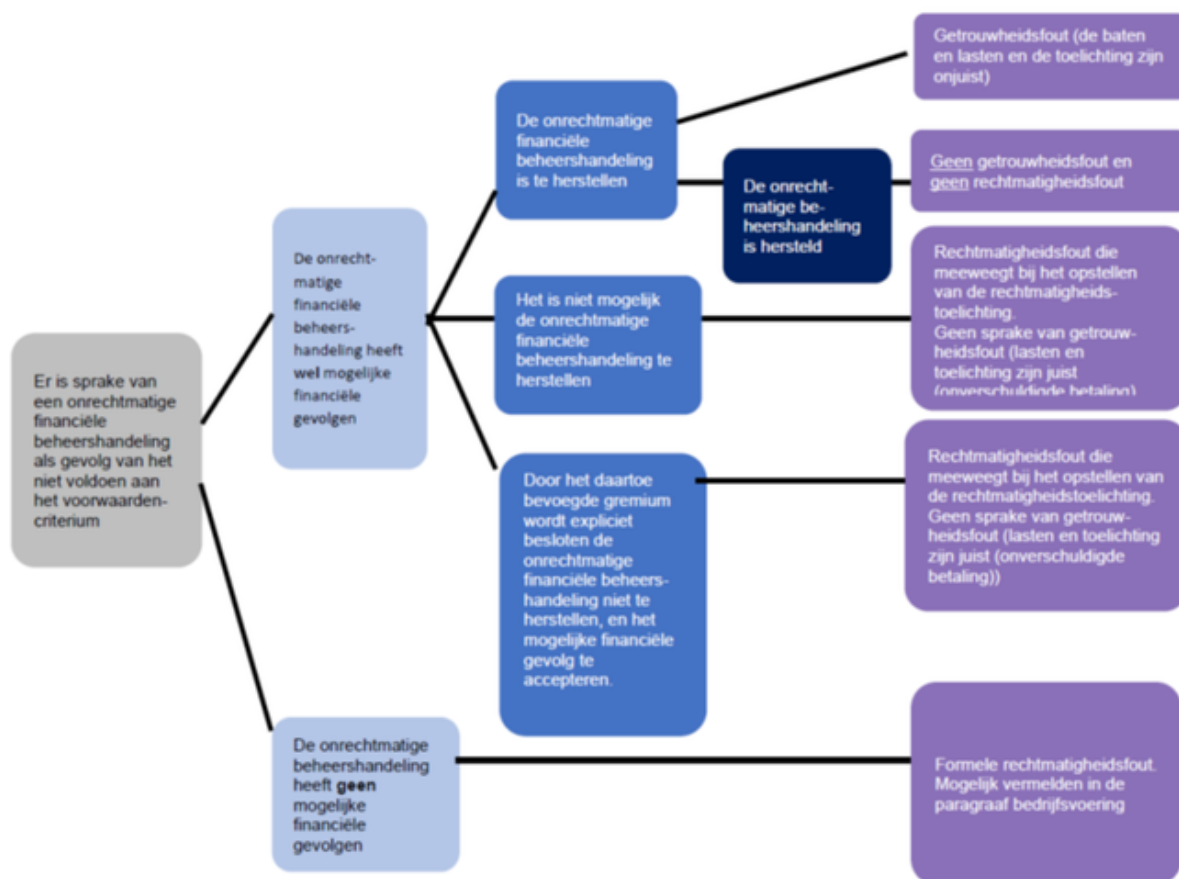 Er is sprake van
een onrechtmatige
financiële
beheershandeling
als gevolg van het
niet voldoen aan
het voorwaarden-
criterium
De onrecht-
matige
financiële
beheers-
handeling heeft
wel mogelijke
financiële
gevolgen
De onrechtmatige
beheershandeling
heeft geen
mogelijke
financiële
gevolgen
De onrechtmatige
financiële
beheershandeling
is te herstellen
De onrecht-
matige be-
heershandeling
is hersteld
Het is niet mogelijk
de onrechtmatige
financiële
beheershandeling te
herstellen
Door het daartoe
bevoegde gremium
wordt expliciet
besloten de
onrechtmatige
financiële beheers-
handeling niet te
herstellen, en het
mogelijke financiële
gevolg te
accepteren.
Getrouwheidsfout (de baten
en lasten en de toelichting zijn
onjuist)
Geen getrouwheidsfout en
geen rechtmatigheidsfout
Rechtmatigheidsfout die
meeweegt bij het opstellen
van de rechtmatigheids-
toelichting.
Geen sprake van getrouw-
heidsfout (lasten en
toelichting zijn juist
(onverschuldigde betaling)
Rechtmatigheidsfout die
meeweegt bij het opstellen van
de rechtmatigheidstoelichting.
Geen sprake van getrouw-
heidsfout (lasten en toelichting
zijn juist (onverschuldigde
betaling))
Formele rechtmatigheidsfout.
Mogelijk vermelden in de
paragraaf bedrijfsvoering